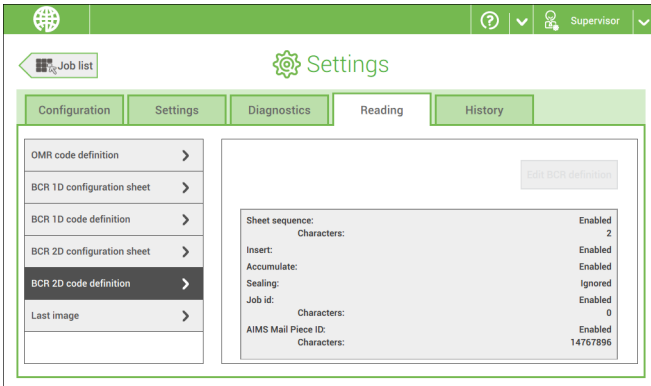 ? Supervisor
Job list
Settings
Configuration Settings Diagnostics Reading History
OMR code definition
BCR 1D configuration sheet
BCR 1D code definition
BCR 2D configuration sheet
BCR 2D code definition
Last image
Edit BCR definition
Sheet sequence: Enabled
Characters: 2
Insert: Enabled
Accumulate: Enabled
Sealing: Ignored
Job id: Enabled
Characters: 0
AIMS Mail Piece ID: Enabled
Characters: 14767896